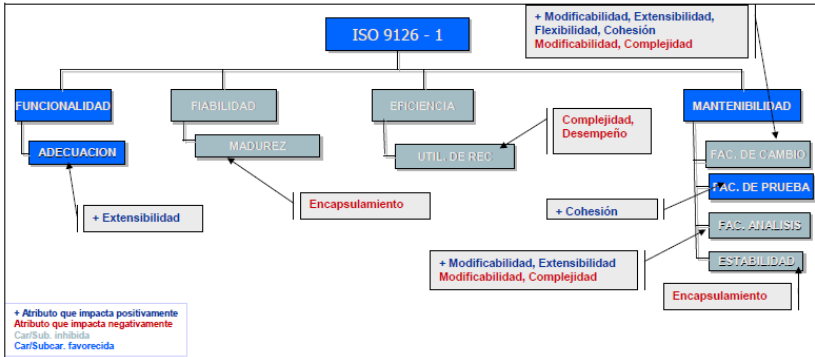 + Modificabilidad, Extensibilidad,
Flexibilidad, Cohesión
Modificabilidad, Complejidad
ISO 9126 - 1
FUNCIONALIDAD
FIABILIDAD
EFICIENCIA
MANTENIBILIDAD
ADECUACION
MADUREZ
UTIL. DE REC.
Complejidad,
Desempeño
FAC. DE CAMBIO
FAC. DE PRUEBA
+ Extensibilidad
Encapsulamiento
+ Cohesión
FAC. ANALISIS
+ Modificabilidad, Extensibilidad
Modificabilidad, Complejidad
ESTABILIDAD
Encapsulamiento
+ Atributo que impacta positivamente
Atributo que impacta negativamente
Car/Sub. inhibida
Car/Subcar. favorecida